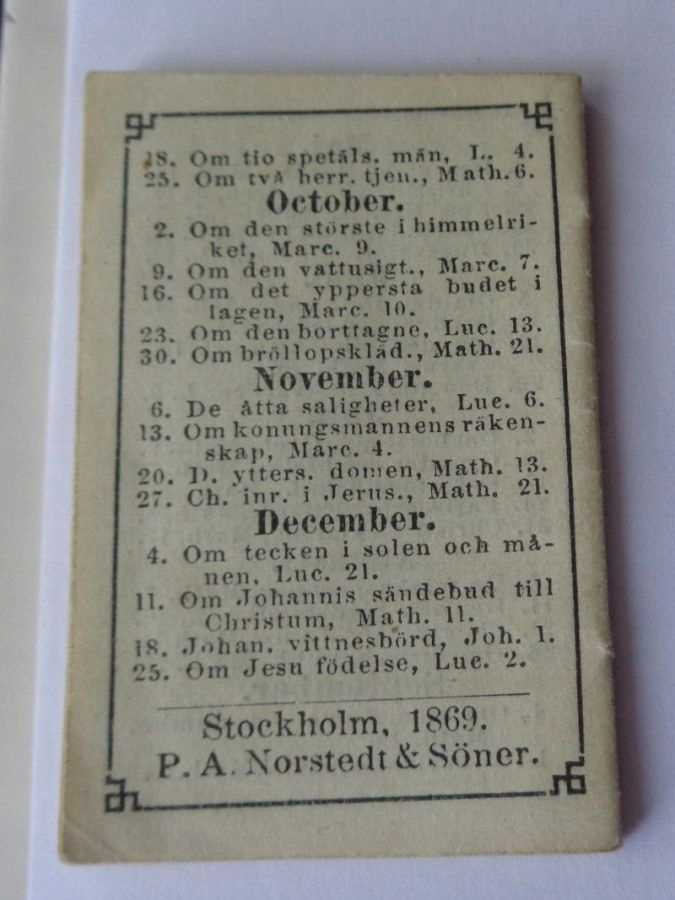 18. Om tio spetäls. män, L. 4.
25. Om två herr. tjen., Math. 6.
October.
2. Om den störste i himmelri-
ket, Marc. 9.
9. Om den vattusigt., Marc. 7.
16. Om det yppersta budet i
lagen, Marc. 10.
23. Om den borttagne, Luc. 13.
30. Om bröllopskläd., Math. 21.
November.
6. De åtta saligheter, Luc. 6.
13. Om konungsmannens räken-
skap, Marc. 4.
20. D. ytters. domen, Math. 13.
27. Ch. inr. i Jerus., Math. 21.
December.
4. Om tecken i solen och må-
nen, Luc. 21.
11. Om Johannis sändebud till
Christum, Math. 11.
18. Johan. vittnesbörd, Joh. 1.
25. Om Jesu födelse, Luc. 2.
Stockholm, 1869.
P. A. Norstedt & Söner.